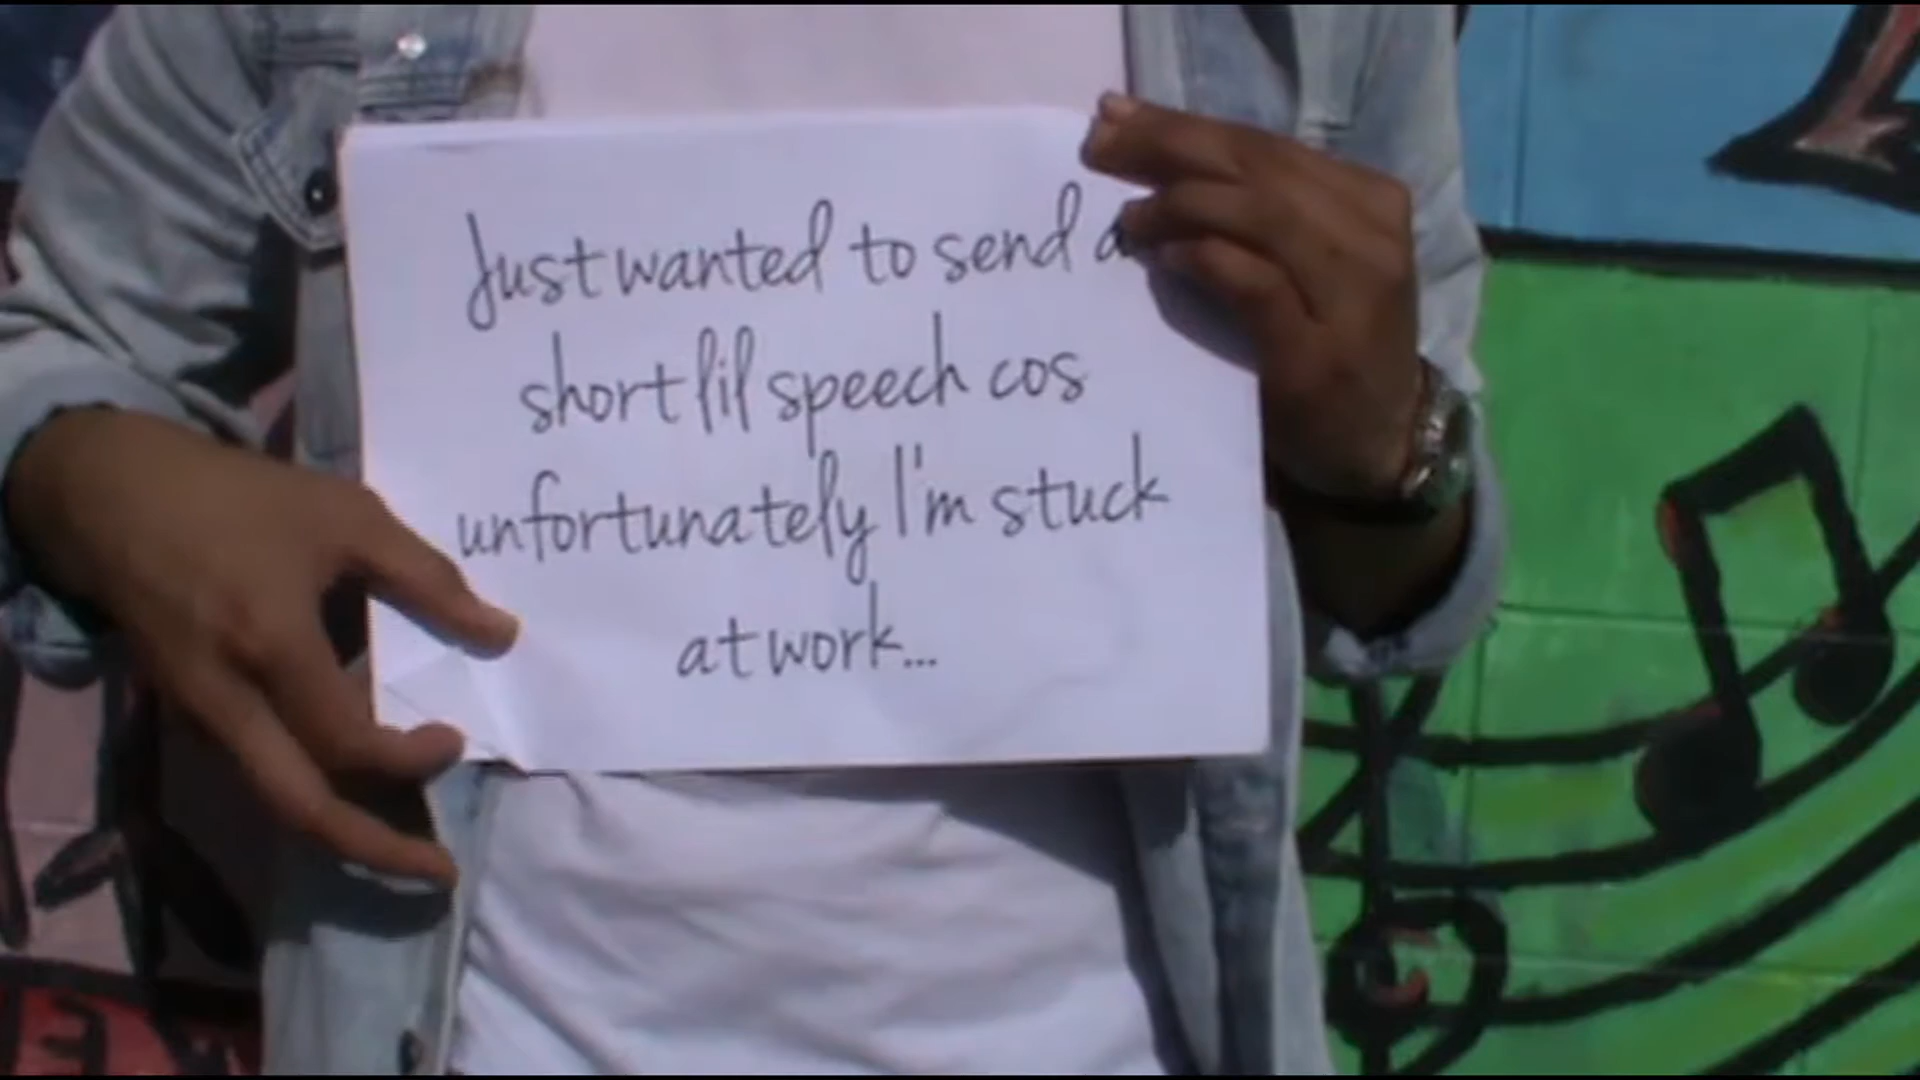 Just wanted to send a
short lil speech cos
unfortunately I'm stuck
at work...